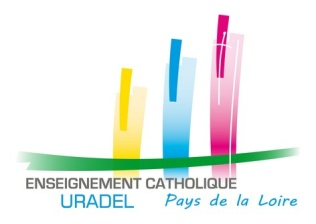 ENSEIGNEMENT CATHOLIQUE
URADEL Pays de la Loire